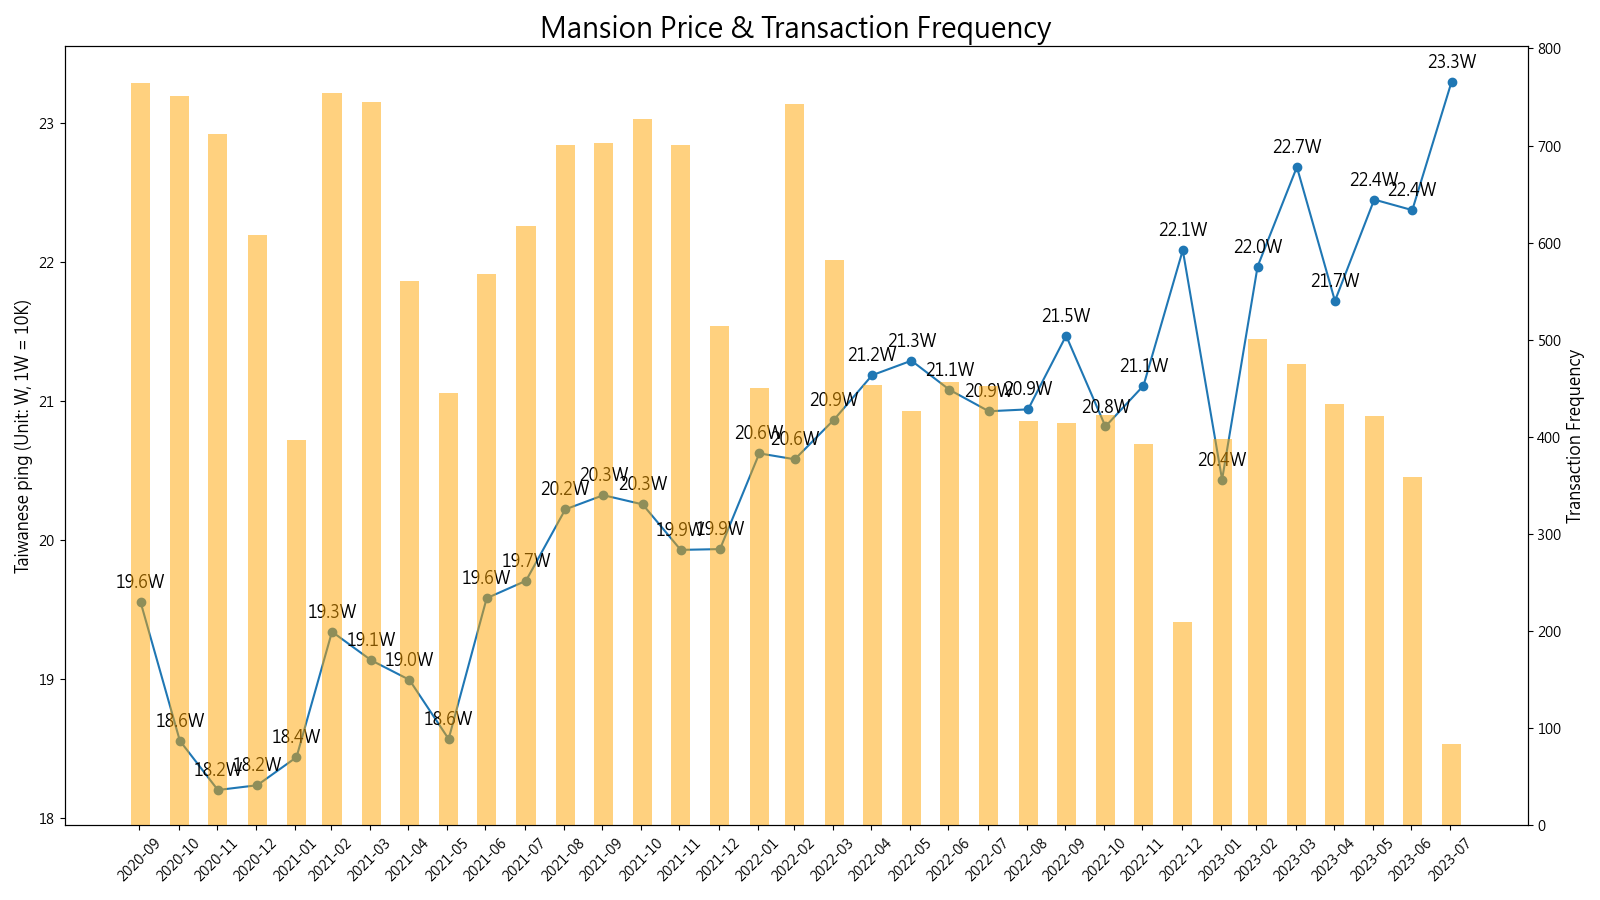 Mansion Price & Transaction Frequency
Taiwanese ping (Unit: W, 1W = 10K)
23
22
21
20
19
18
19.6W
18.6W
18.2W
18.2W
18.4W
19.3W
19.1W
19.0W
18.6W
19.6W
19.7W
20.2W
20.3W
20.3W
19.9W
19.9W
20.6W
20.6W
20.9W
21.2W
21.3W
21.1W
20.9W
20.9W
21.5W
20.8W
21.1W
22.1W
20.4W
22.0W
22.7W
21.7W
22.4W
22.4W
23.3W
800
700
600
500
400
300
200
100
0
Transaction Frequency
2020-09
2020-10
2020-11
2020-12
2021-01
2021-02
2021-03
2021-04
2021-05
2021-06
2021-07
2021-08
2021-09
2021-10
2021-11
2021-12
2022-01
2022-02
2022-03
2022-04
2022-05
2022-06
2022-07
2022-08
2022-09
2022-10
2022-11
2022-12
2023-01
2023-02
2023-03
2023-04
2023-05
2023-06
2023-07